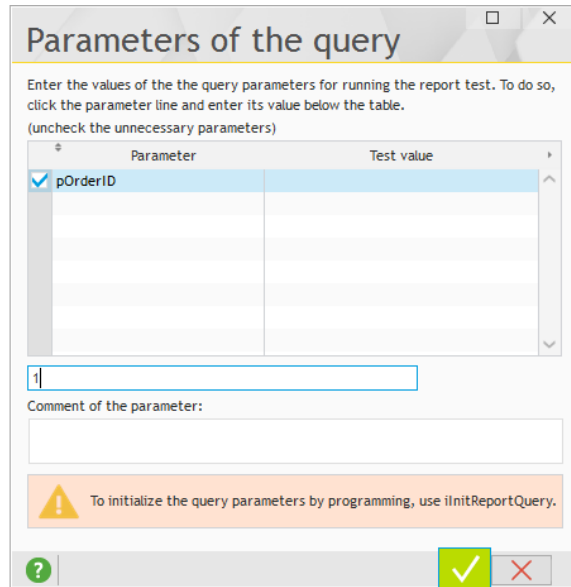 Parameters of the query
Enter the values of the the query parameters for running the report test. To do so,
click the parameter line and enter its value below the table.
(uncheck the unnecessary parameters)
Parameter Test value
pOrderID
1
Comment of the parameter:
To initialize the query parameters by programming, use iInitReportQuery.
?